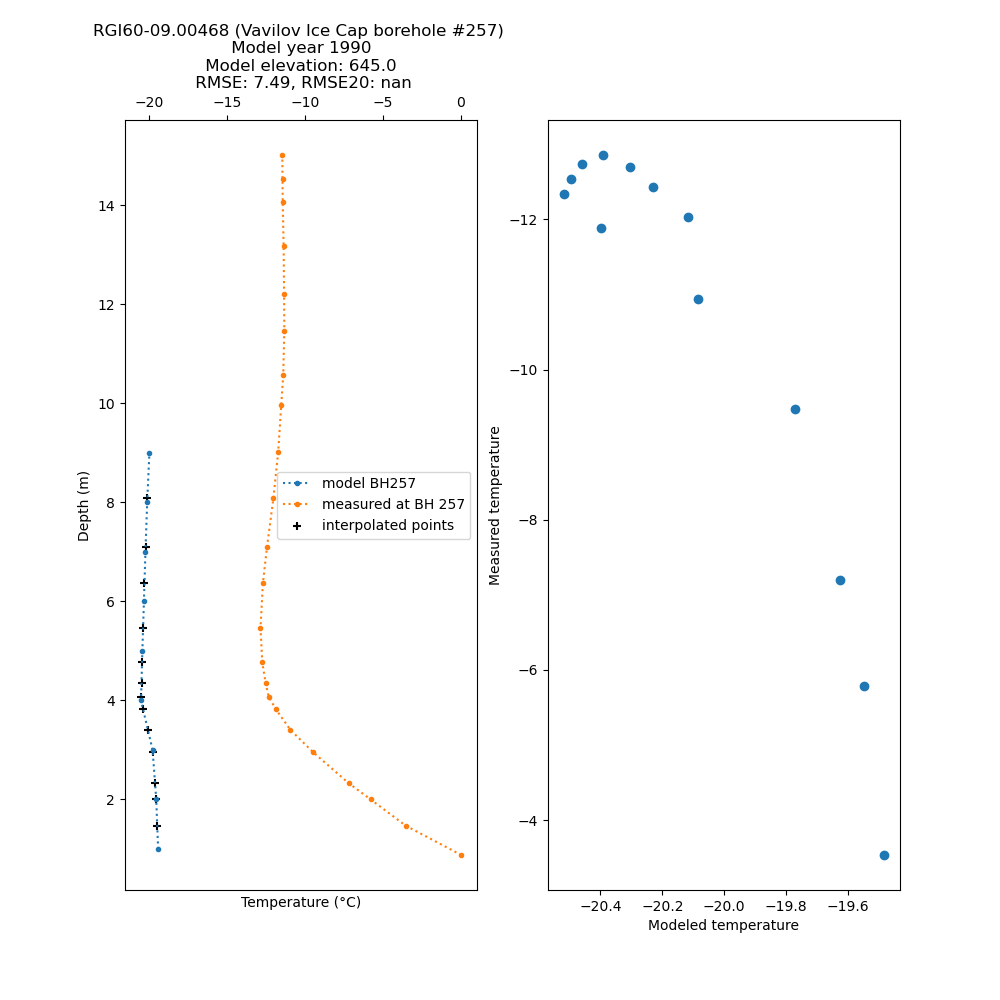 RGI60-09.00468 (Vavilov Ice Cap borehole #257)
Model year 1990
Model elevation: 645.0
RMSE: 7.49, RMSE20: nan
−20 −15 −10 −5 0
14
12
10
8
6
4
2
Depth (m)
model BH257
measured at BH 257
interpolated points
Temperature (°C)
−12
−10
−8
−6
−4
Measured temperature
−20.4 −20.2 −20.0 −19.8 −19.6
Modeled temperature